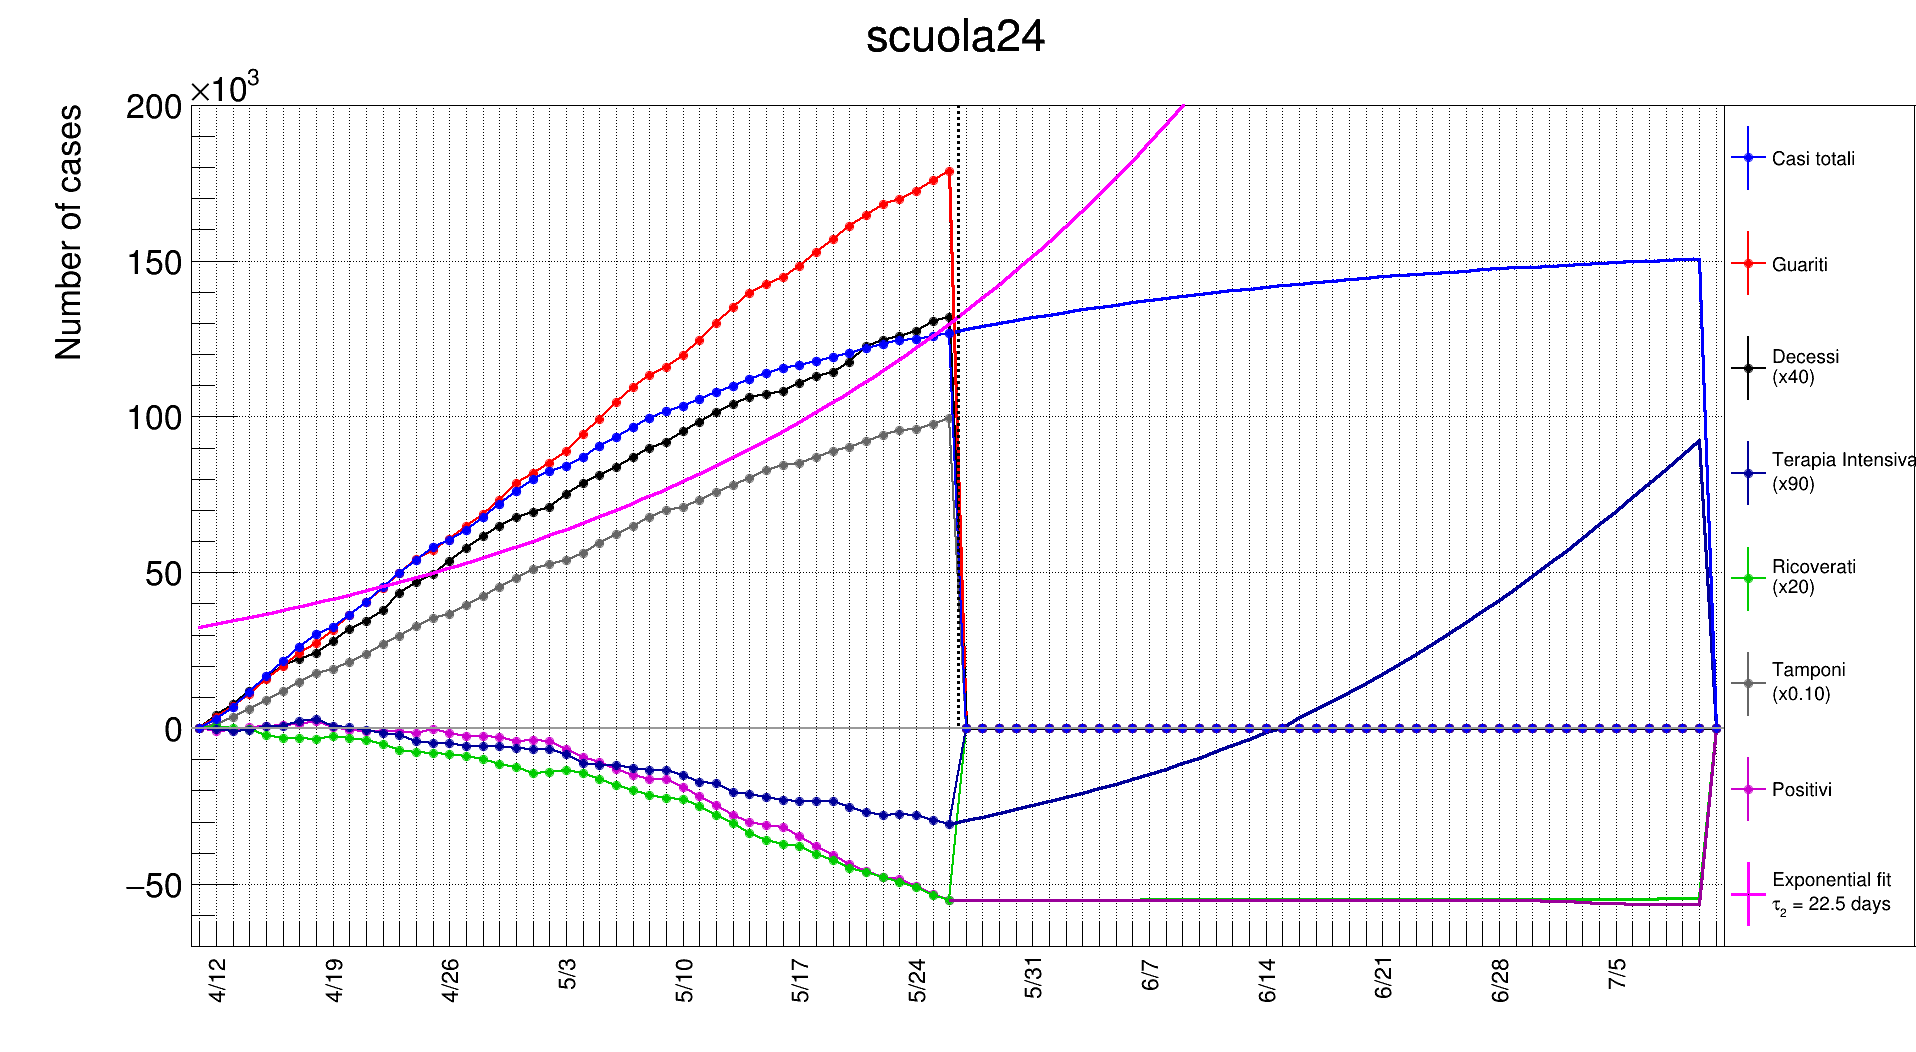 scuola24
×10³
Number of cases
200
150
100
50
0
−50
4/12
4/19
4/26
5/3
5/10
5/17
5/24
5/31
6/7
6/14
6/21
6/28
7/5
Casi totali
Guariti
Decessi
(x40)
Terapia Intensiva
(x90)
Ricoverati
(x20)
Tamponi
(x0.10)
Positivi
Exponential fit
τ₂ = 22.5 days